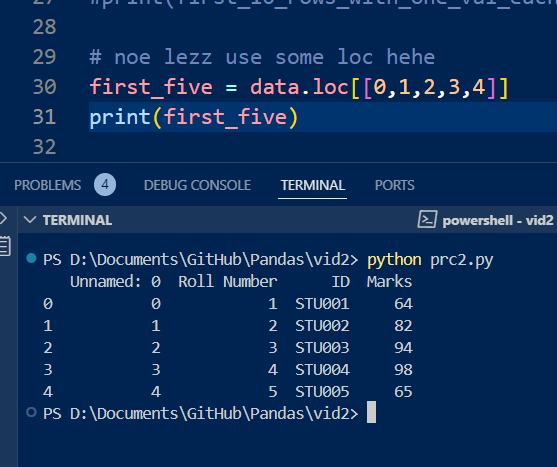 27 #print(first_10_rows_with_one_val_each
28
29 # noe lezz use some loc hehe
30 first_five = data.loc[[0,1,2,3,4]]
31 print(first_five)
32
PROBLEMS 4 DEBUG CONSOLE TERMINAL PORTS
TERMINAL powershell - vid2
PS D:\Documents\GitHub\Pandas\vid2> python prc2.py
Unnamed: 0 Roll Number ID Marks
0 0 1 STU001 64
1 1 2 STU002 82
2 2 3 STU003 94
3 3 4 STU004 98
4 4 5 STU005 65
PS D:\Documents\GitHub\Pandas\vid2>